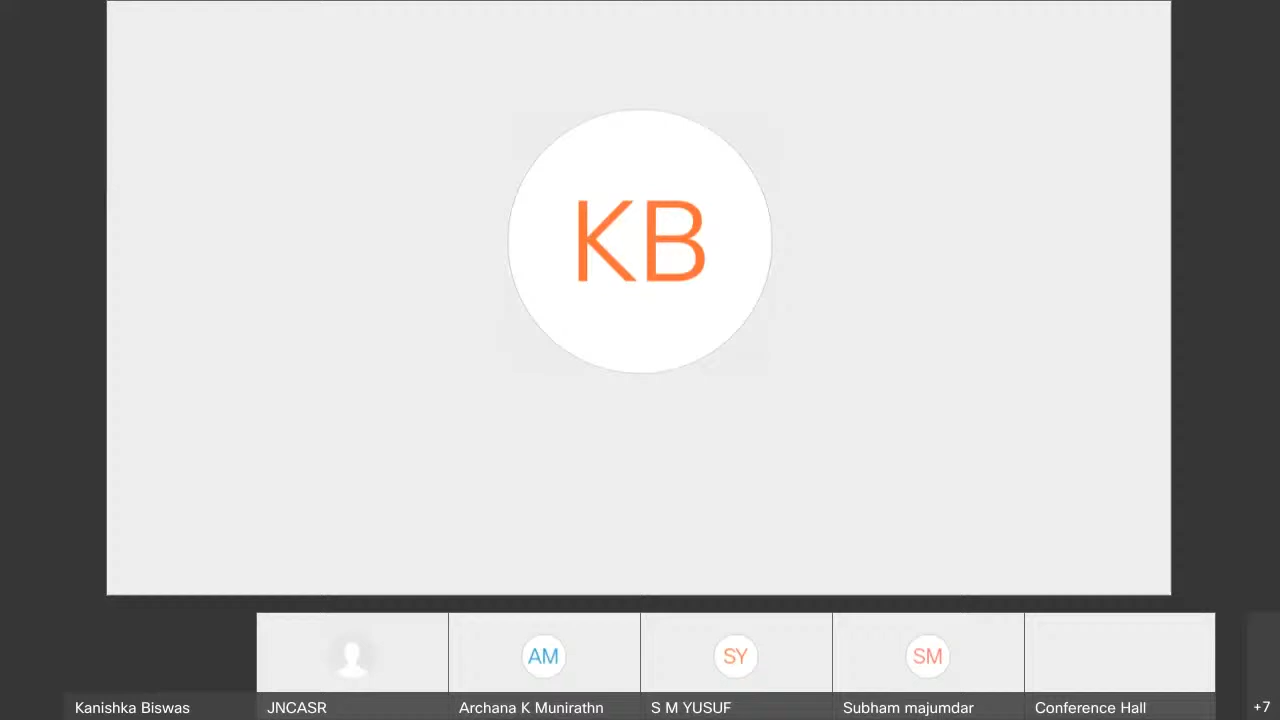 KB
AM
SY
SM
Kanishka Biswas
JNCASR
Archana K Munirathn
S M YUSUF
Subham majumdar
Conference Hall
+7